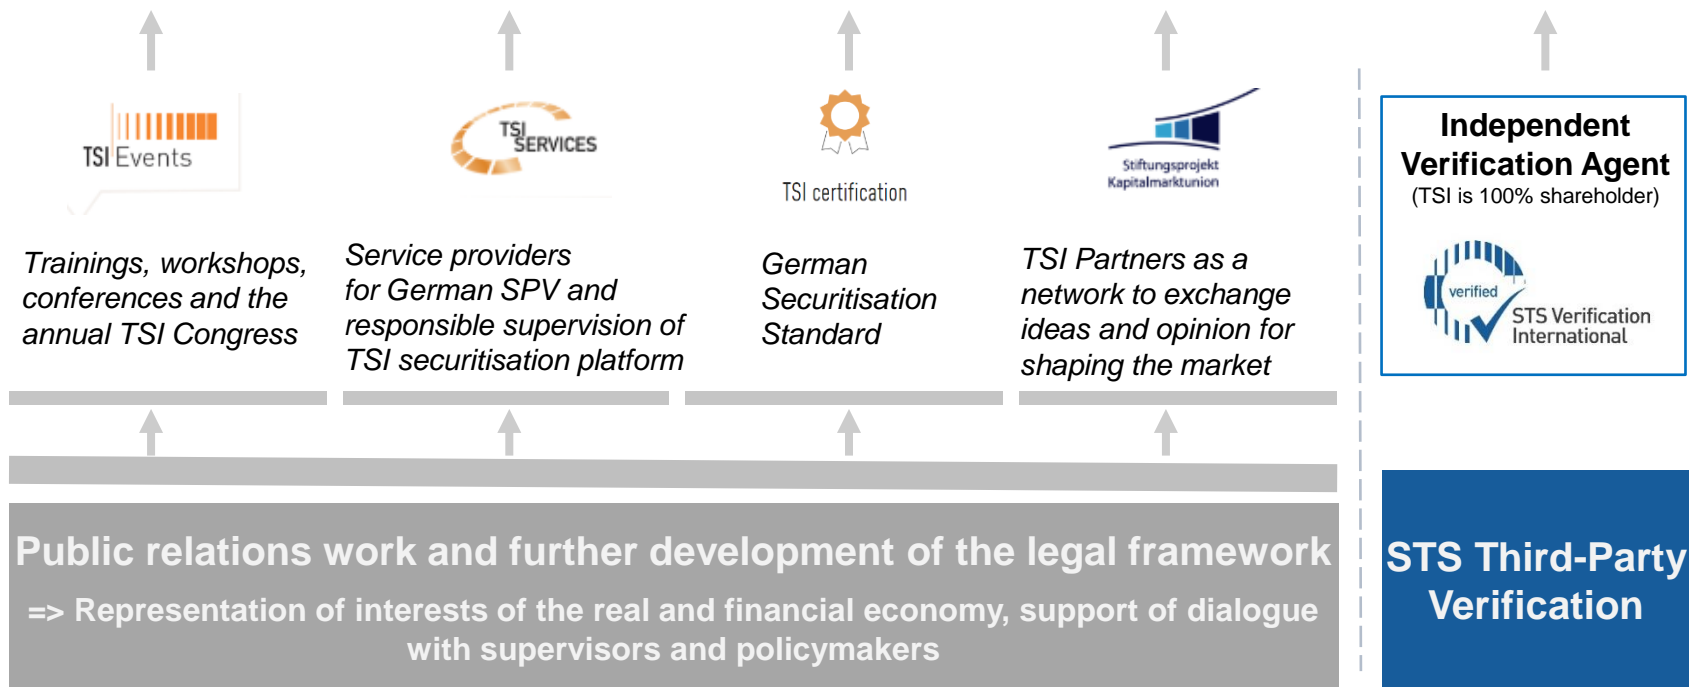 TSI Events
Trainings, workshops,
conferences and the
annual TSI Congress
TSI
SERVICES
Service providers
for German SPV and
responsible supervision of
TSI securitisation platform
TSI certification
German
Securitisation
Standard
Stiftungsprojekt
Kapitalmarktunion
TSI Partners as a
network to exchange
ideas and opinion for
shaping the market
Independent
Verification Agent
(TSI is 100% shareholder)
verified
STS Verification
International
Public relations work and further development of the legal framework
=> Representation of interests of the real and financial economy, support of dialogue
with supervisors and policymakers
STS Third-Party
Verification